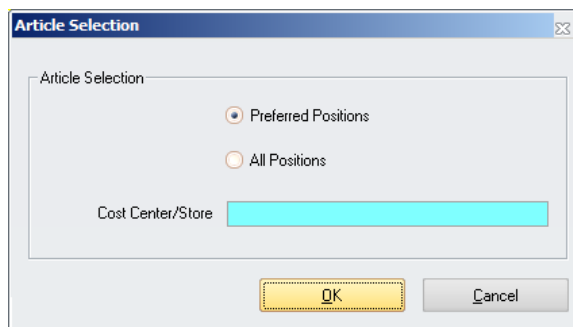 Article Selection
Article Selection
Preferred Positions
All Positions
Cost Center/Store
OK
Cancel